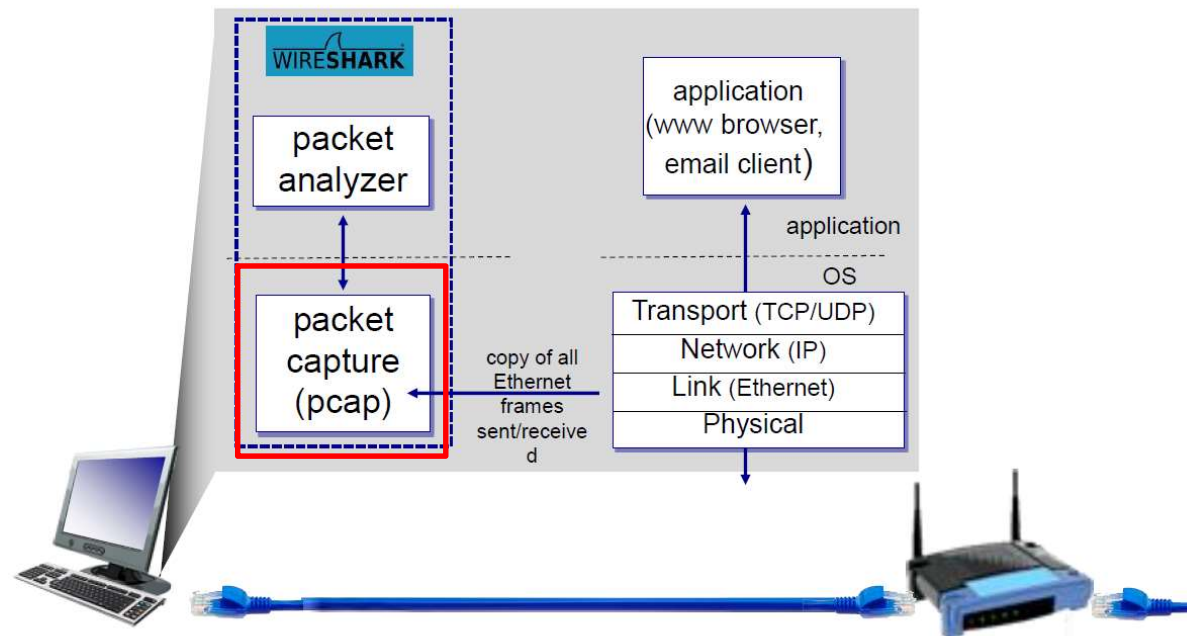 WIRESHARK
packet
analyzer
packet
capture
(pcap)
copy of all
Ethernet
frames
sent/receive
d
application
(www browser,
email client)
application
OS
Transport (TCP/UDP)
Network (IP)
Link (Ethernet)
Physical